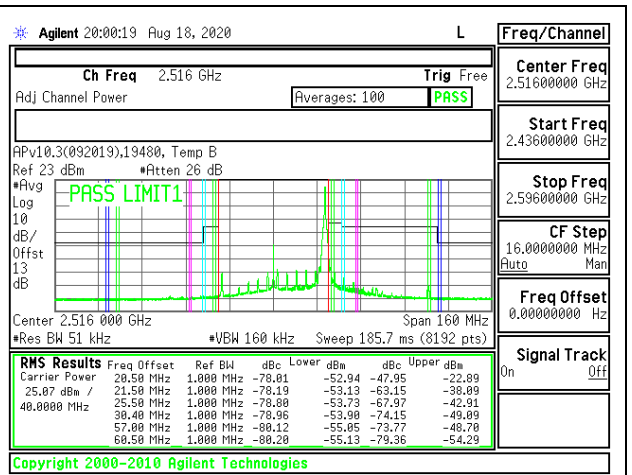 Agilent 20:00:19 Aug 18, 2020 L
Freq/Channel
Ch Freq 2.516 GHz Trig Free
Adj Channel Power Averages: 100 PASS
APv10.3(092019),19480, Temp B
Ref 23 dBm #Atten 26 dB
#Avg
Log
10
dB/
Offst
13
dB
PASS LIMIT1
Center 2.516 000 GHz Span 160 MHz
#Res BW 51 kHz #VBW 160 kHz Sweep 185.7 ms (8192 pts)
RMS Results Freq Offset Ref BW dBc Lower dBm dBc Upper dBm
Carrier Power 20.50 MHz 1.000 MHz -78.01 -52.94 -47.95 -22.89
25.07 dBm / 21.50 MHz 1.000 MHz -78.19 -53.13 -63.15 -38.09
40.0000 MHz 25.50 MHz 1.000 MHz -78.80 -53.73 -67.97 -42.91
30.40 MHz 1.000 MHz -78.96 -53.90 -74.15 -49.09
57.00 MHz 1.000 MHz -80.12 -55.05 -73.77 -48.70
60.50 MHz 1.000 MHz -80.20 -55.13 -79.36 -54.29
Copyright 2000-2010 Agilent Technologies
Center Freq
2.51600000 GHz
Start Freq
2.43600000 GHz
Stop Freq
2.59600000 GHz
CF Step
16.0000000 MHz
Auto Man
Freq Offset
0.00000000 Hz
Signal Track
On Off